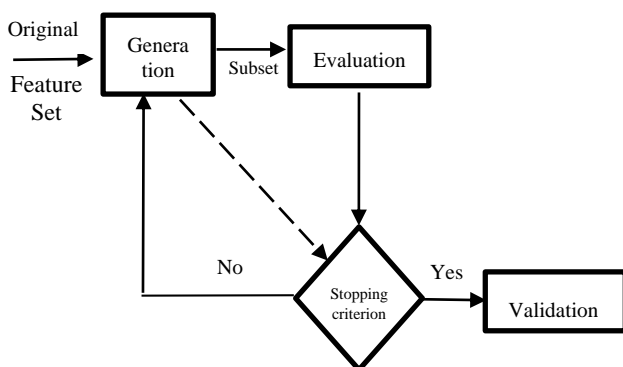 Original
Feature
Set
Genera
tion
Subset
Evaluation
No
Stopping
criterion
Yes
Validation